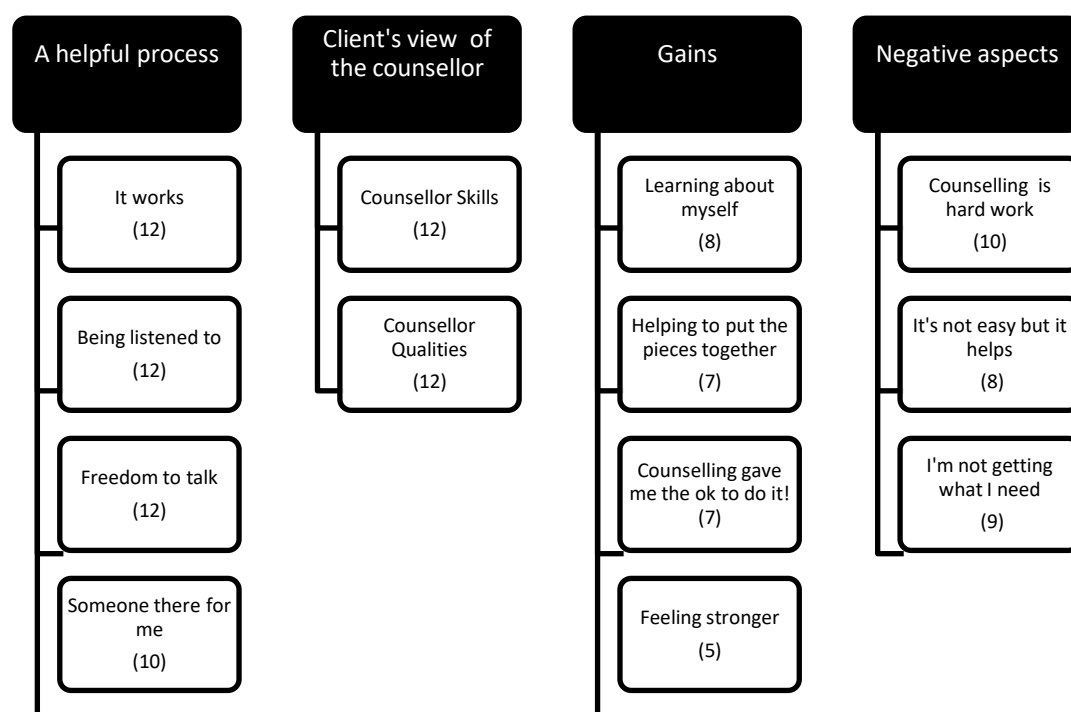 A helpful process
It works
(12)
Being listened to
(12)
Freedom to talk
(12)
Someone there for
me
(10)
Client's view of
the counsellor
Counsellor Skills
(12)
Counsellor
Qualities
(12)
Gains
Learning about
myself
(8)
Helping to put the
pieces together
(7)
Counselling gave
me the ok to do it!
(7)
Feeling stronger
(5)
Negative aspects
Counselling is
hard work
(10)
It's not easy but it
helps
(8)
I'm not getting
what I need
(9)